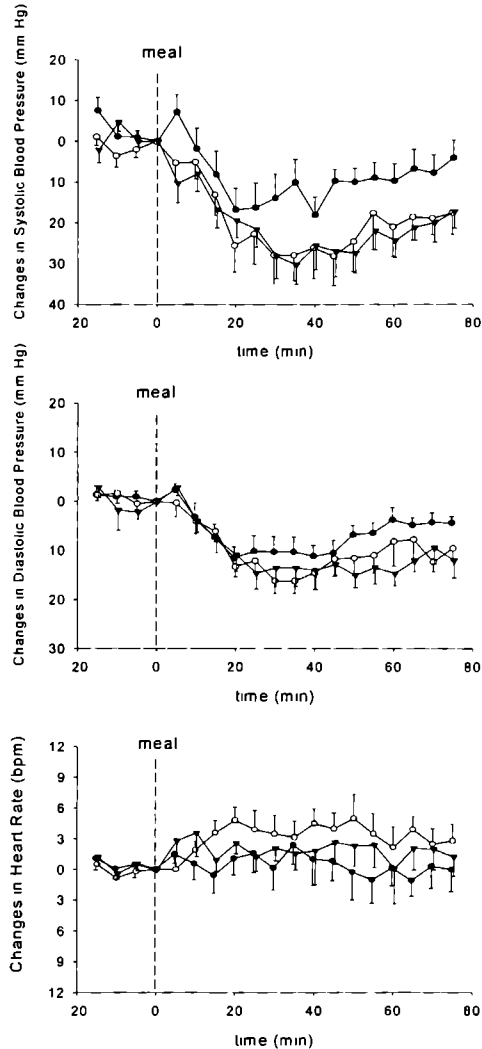 meal
Changes in Systolic Blood Pressure (mm Hg)
20
10
0
10
20
30
40
20 0 20 40 60 80
time (min)
meal
Changes in Diastolic Blood Pressure (mm Hg)
20
10
0
10
20
30
20 0 20 40 60 80
time (min)
meal
Changes in Heart Rate (bpm)
12
9
6
3
0
3
6
9
12
20 0 20 40 60 80
time (min)